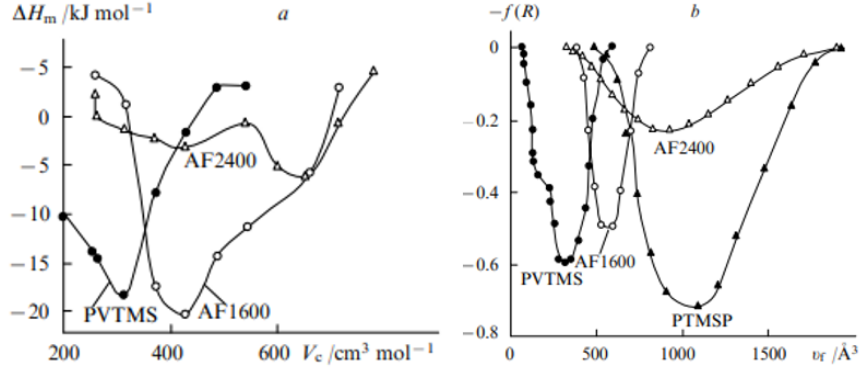 ΔHm /kJ mol−1
a
−5
0
−5
−10
−15
−20
AF2400
PVTMS
AF1600
200
400
600
Vc /cm3 mol−1
−f(R)
b
0
−0.2
−0.4
−0.6
−0.8
AF2400
AF1600
PVTMS
PTMSP
0
500
1000
1500
υf /Å3